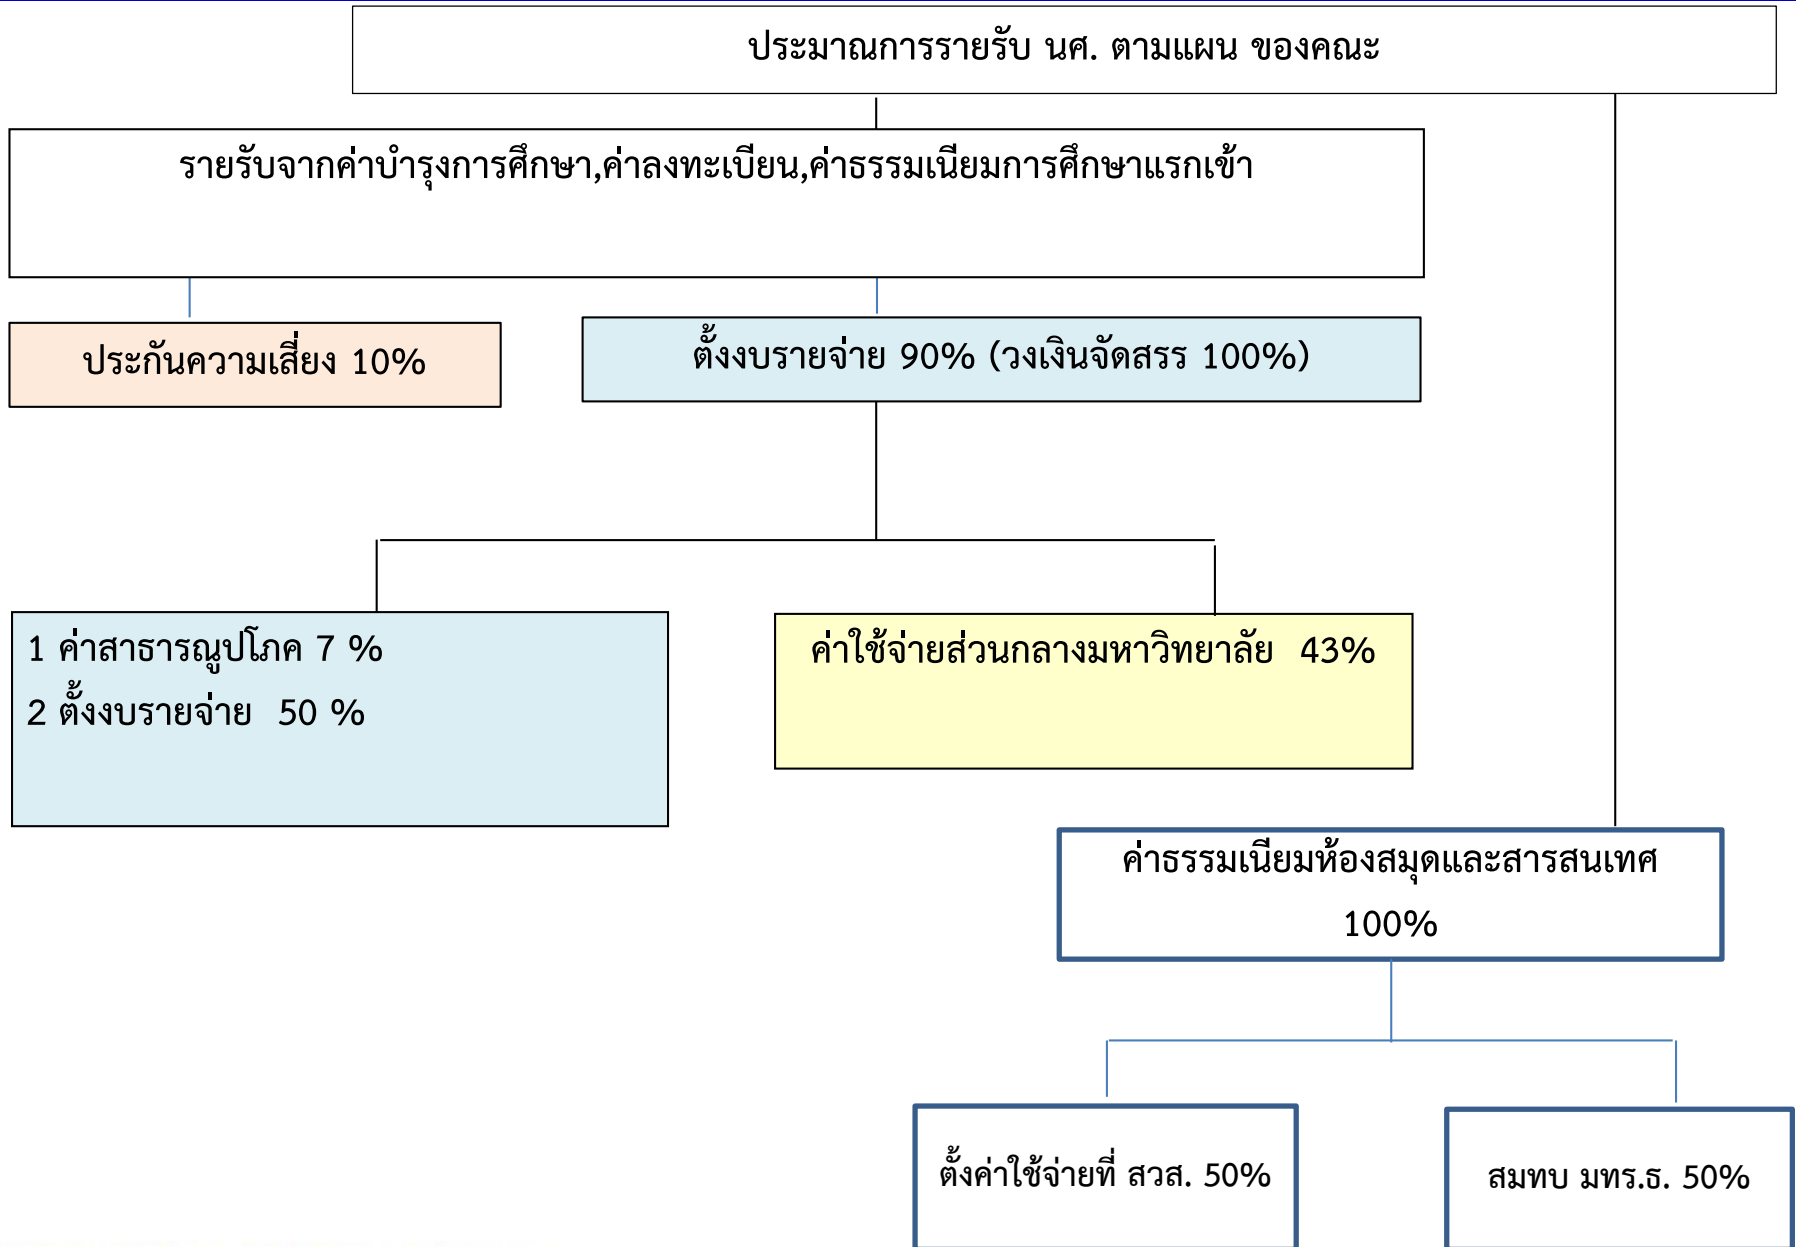 ประมาณการรายรับ นศ. ตามแผน ของคณะ
รายรับจากค่าบำรุงการศึกษา,ค่าลงทะเบียน,ค่าธรรมเนียมการศึกษาแรกเข้า
ประกันความเสี่ยง 10%
ตั้งงบรายจ่าย 90% (วงเงินจัดสรร 100%)
1 ค่าสาธารณูปโภค 7 %
2 ตั้งงบรายจ่าย 50 %
ค่าใช้จ่ายส่วนกลางมหาวิทยาลัย 43%
ค่าธรรมเนียมห้องสมุดและสารสนเทศ
100%
ตั้งค่าใช้จ่ายที่ สวส. 50%
สมทบ มทร.ธ. 50%